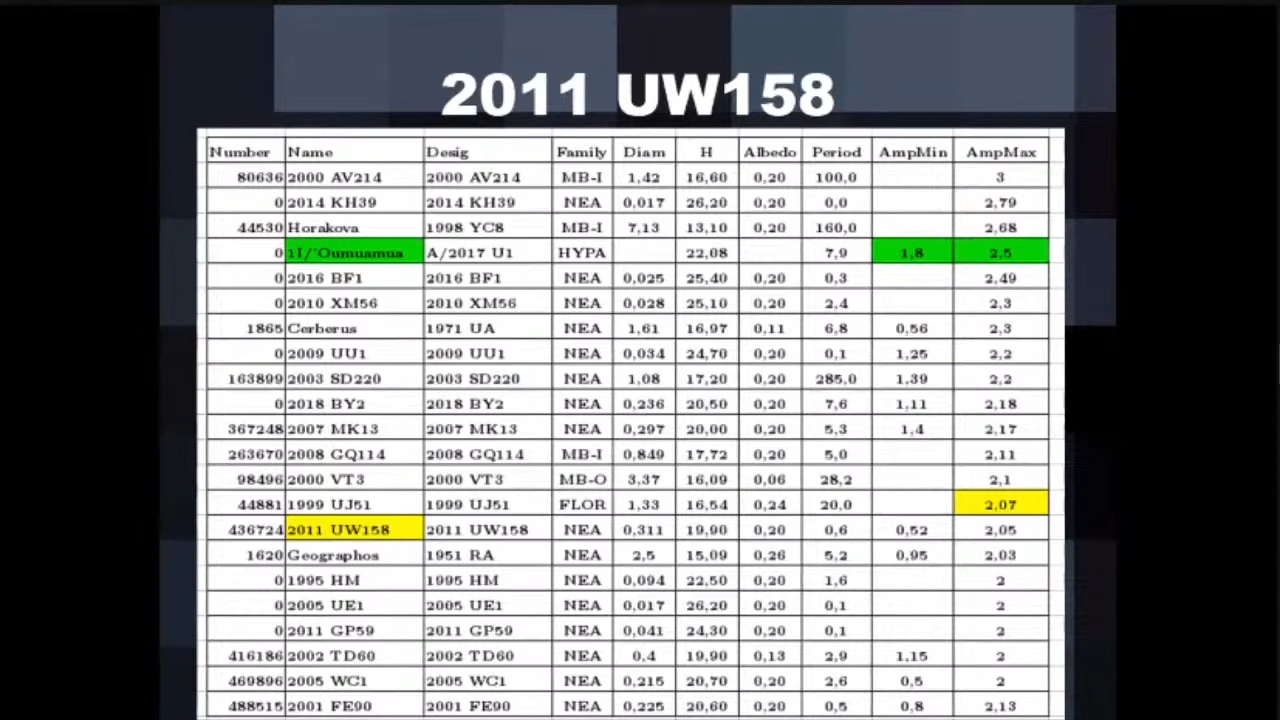 2011 UW158
Number Name Desig Family Diam H Albedo Period AmpMin AmpMax
80636 2000 AV214 2000 AV214 MB-I 1,42 16,60 0,20 100,0 3
0 2014 KH39 2014 KH39 NEA 0,017 26,20 0,20 0,0 2,79
44530 Horakova 1998 YC8 MB-I 7,13 13,10 0,20 160,0 2,68
0 1I/'Oumuamua A/2017 U1 HYPA 22,08 7,9 1,8 2,5
0 2016 BF1 2016 BF1 NEA 0,025 25,40 0,20 0,3 2,49
0 2010 XM56 2010 XM56 NEA 0,028 25,10 0,20 2,4 2,3
1865 Cerberus 1971 UA NEA 1,61 16,97 0,11 6,8 0,56 2,3
0 2009 UU1 2009 UU1 NEA 0,034 24,70 0,20 0,1 1,25 2,2
163899 2003 SD220 2003 SD220 NEA 1,08 17,20 0,20 285,0 1,39 2,2
0 2018 BY2 2018 BY2 NEA 0,236 20,50 0,20 7,6 1,11 2,18
367248 2007 MK13 2007 MK13 NEA 0,297 20,00 0,20 5,3 1,4 2,17
263670 2008 GQ114 2008 GQ114 MB-I 0,849 17,72 0,20 5,0 2,11
98496 2000 VT3 2000 VT3 MB-O 3,37 16,09 0,06 28,2 2,1
44881 1999 UJ51 1999 UJ51 FLOR 1,33 16,54 0,24 20,0 2,07
436724 2011 UW158 2011 UW158 NEA 0,311 19,90 0,20 0,6 0,52 2,05
1620 Geographos 1951 RA NEA 2,5 15,09 0,26 5,2 0,95 2,03
0 1995 HM 1995 HM NEA 0,094 22,50 0,20 1,6 2
0 2005 UE1 2005 UE1 NEA 0,017 26,20 0,20 0,1 2
0 2011 GP59 2011 GP59 NEA 0,041 24,30 0,20 0,1 2
416186 2002 TD60 2002 TD60 NEA 0,4 19,90 0,13 2,9 1,15 2
469896 2005 WC1 2005 WC1 NEA 0,215 20,70 0,20 2,6 0,5 2
488515 2001 FE90 2001 FE90 NEA 0,225 20,60 0,20 0,5 0,8 2,13